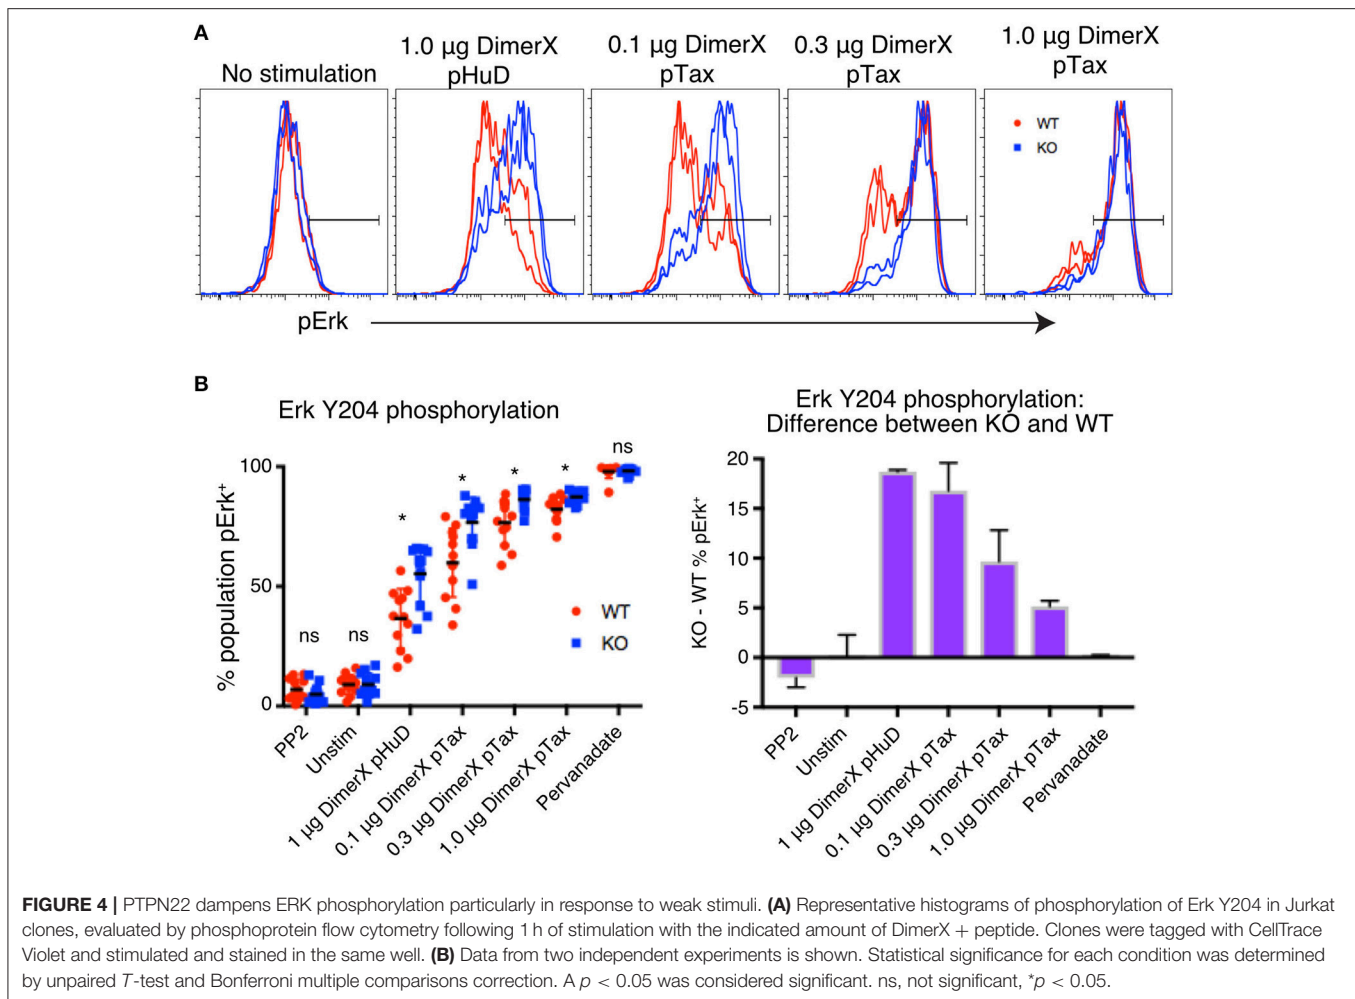 A
No stimulation
1.0 µg DimerX
pHuD
0.1 µg DimerX
pTax
0.3 µg DimerX
pTax
1.0 µg DimerX
pTax
WT
KO
pErk
B
Erk Y204 phosphorylation
% population pErk+
100
50
0
ns
ns
*
*
*
*
ns
WT
KO
PP2
Unstim
1 µg DimerX pHuD
0.1 µg DimerX pTax
0.3 µg DimerX pTax
1.0 µg DimerX pTax
Pervanadate
Erk Y204 phosphorylation:
Difference between KO and WT
KO - WT % pErk+
20
15
10
5
0
-5
PP2
Unstim
1 µg DimerX pHuD
0.1 µg DimerX pTax
0.3 µg DimerX pTax
1.0 µg DimerX pTax
Pervanadate
FIGURE 4 | PTPN22 dampens ERK phosphorylation particularly in response to weak stimuli. (A) Representative histograms of phosphorylation of Erk Y204 in Jurkat
clones, evaluated by phosphoprotein flow cytometry following 1 h of stimulation with the indicated amount of DimerX + peptide. Clones were tagged with CellTrace
Violet and stimulated and stained in the same well. (B) Data from two independent experiments is shown. Statistical significance for each condition was determined
by unpaired T-test and Bonferroni multiple comparisons correction. A p < 0.05 was considered significant. ns, not significant, *p < 0.05.